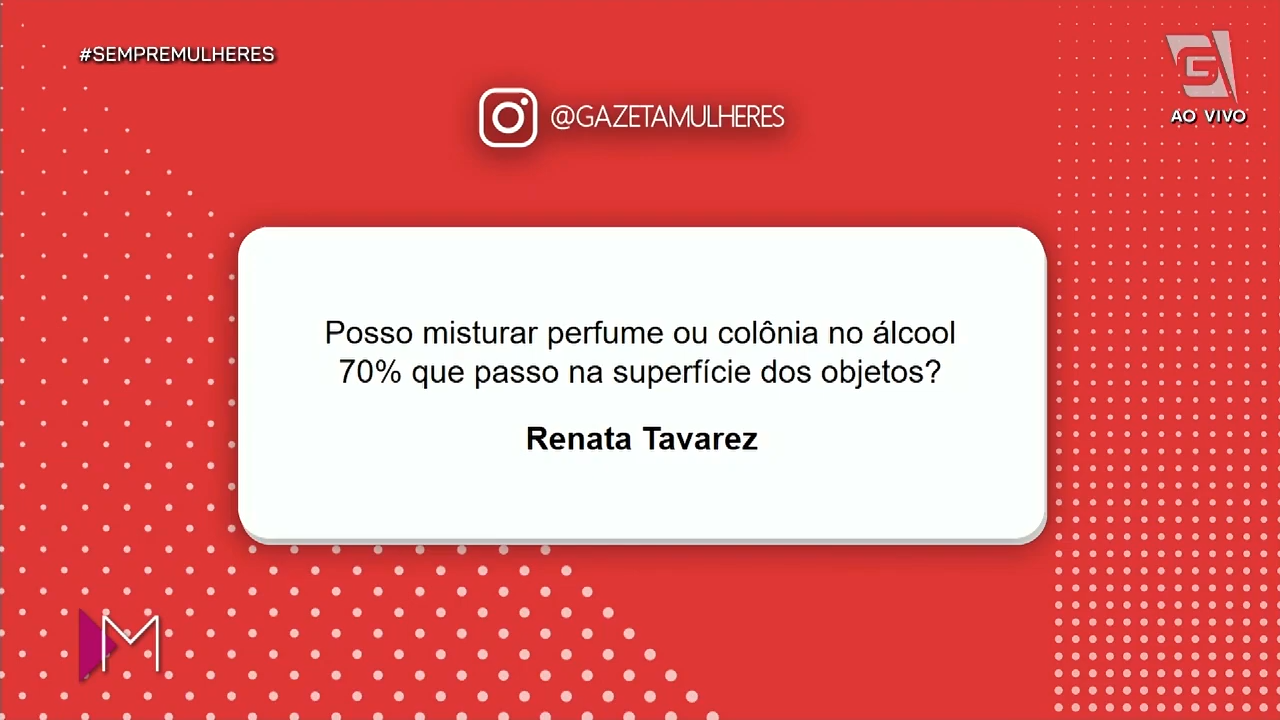 #SEMPREMULHERES
G
AO VIVO
@GAZETAMULHERES
Posso misturar perfume ou colônia no álcool
70% que passo na superfície dos objetos?
Renata Tavarez
M